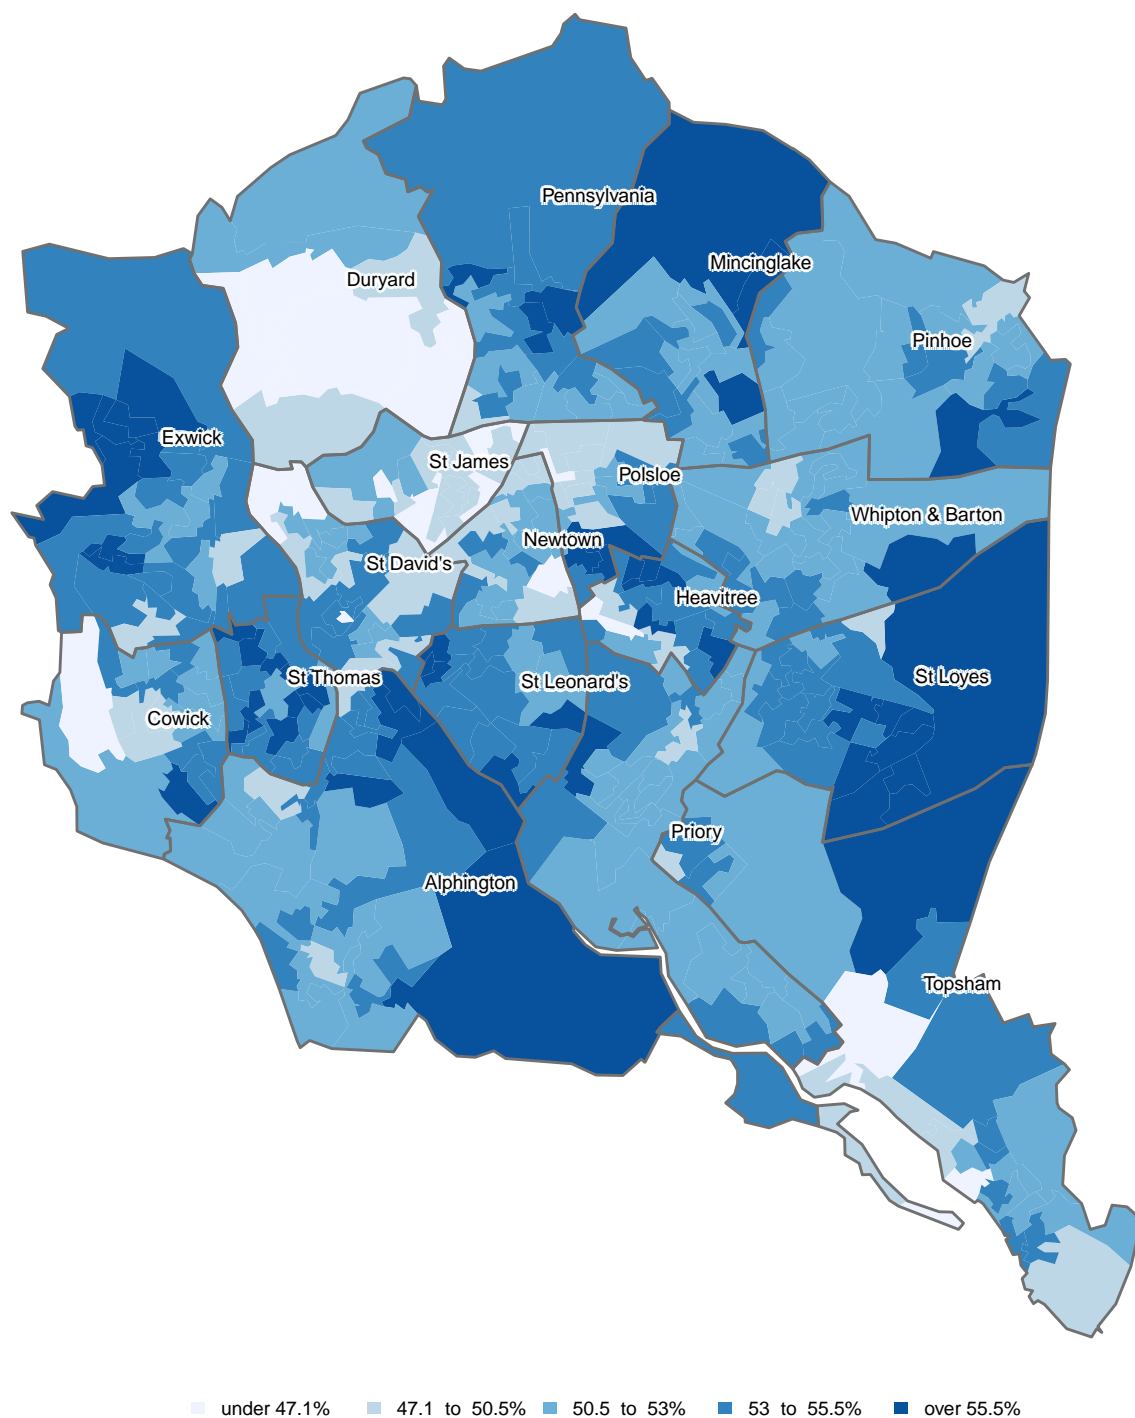 Pennsylvania
Mincinglake
Duryard
Pinhoe
Exwick
St James
Polsloe
Whipton & Barton
Newtown
St David's
Heavitree
St Thomas
St Leonard's
St Loyes
Cowick
Priory
Alphington
Topsham
under 47.1%
47.1 to 50.5%
50.5 to 53%
53 to 55.5%
over 55.5%